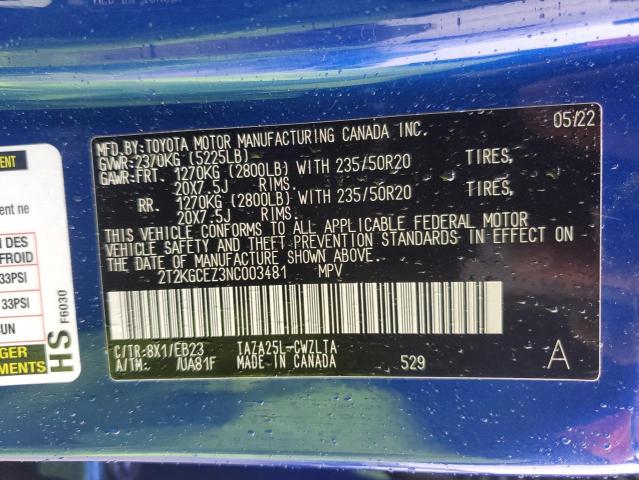 MFD.BY:TOYOTA MOTOR MANUFACTURING CANADA INC. 05/22
GVWR:2370KG (5225LB)
GAWR:FRT. 1270KG (2800LB) WITH 235/50R20 TIRES,
20X7.5J RIMS.
RR. 1270KG (2800LB) WITH 235/50R20 TIRES,
20X7.5J RIMS.
THIS VEHICLE CONFORMS TO ALL APPLICABLE FEDERAL MOTOR
VEHICLE SAFETY AND THEFT PREVENTION STANDARDS IN EFFECT ON
THE DATE OF MANUFACTURE SHOWN ABOVE.
2T2KGCEZ3NC003481 MPV
C/TR:8X1/EB23 TAZA25L-CWZLTA
A/TM: /UA81F MADE IN CANADA 529 A
ent ne
DES
FROID
33PSI
33PSI
HS F6030